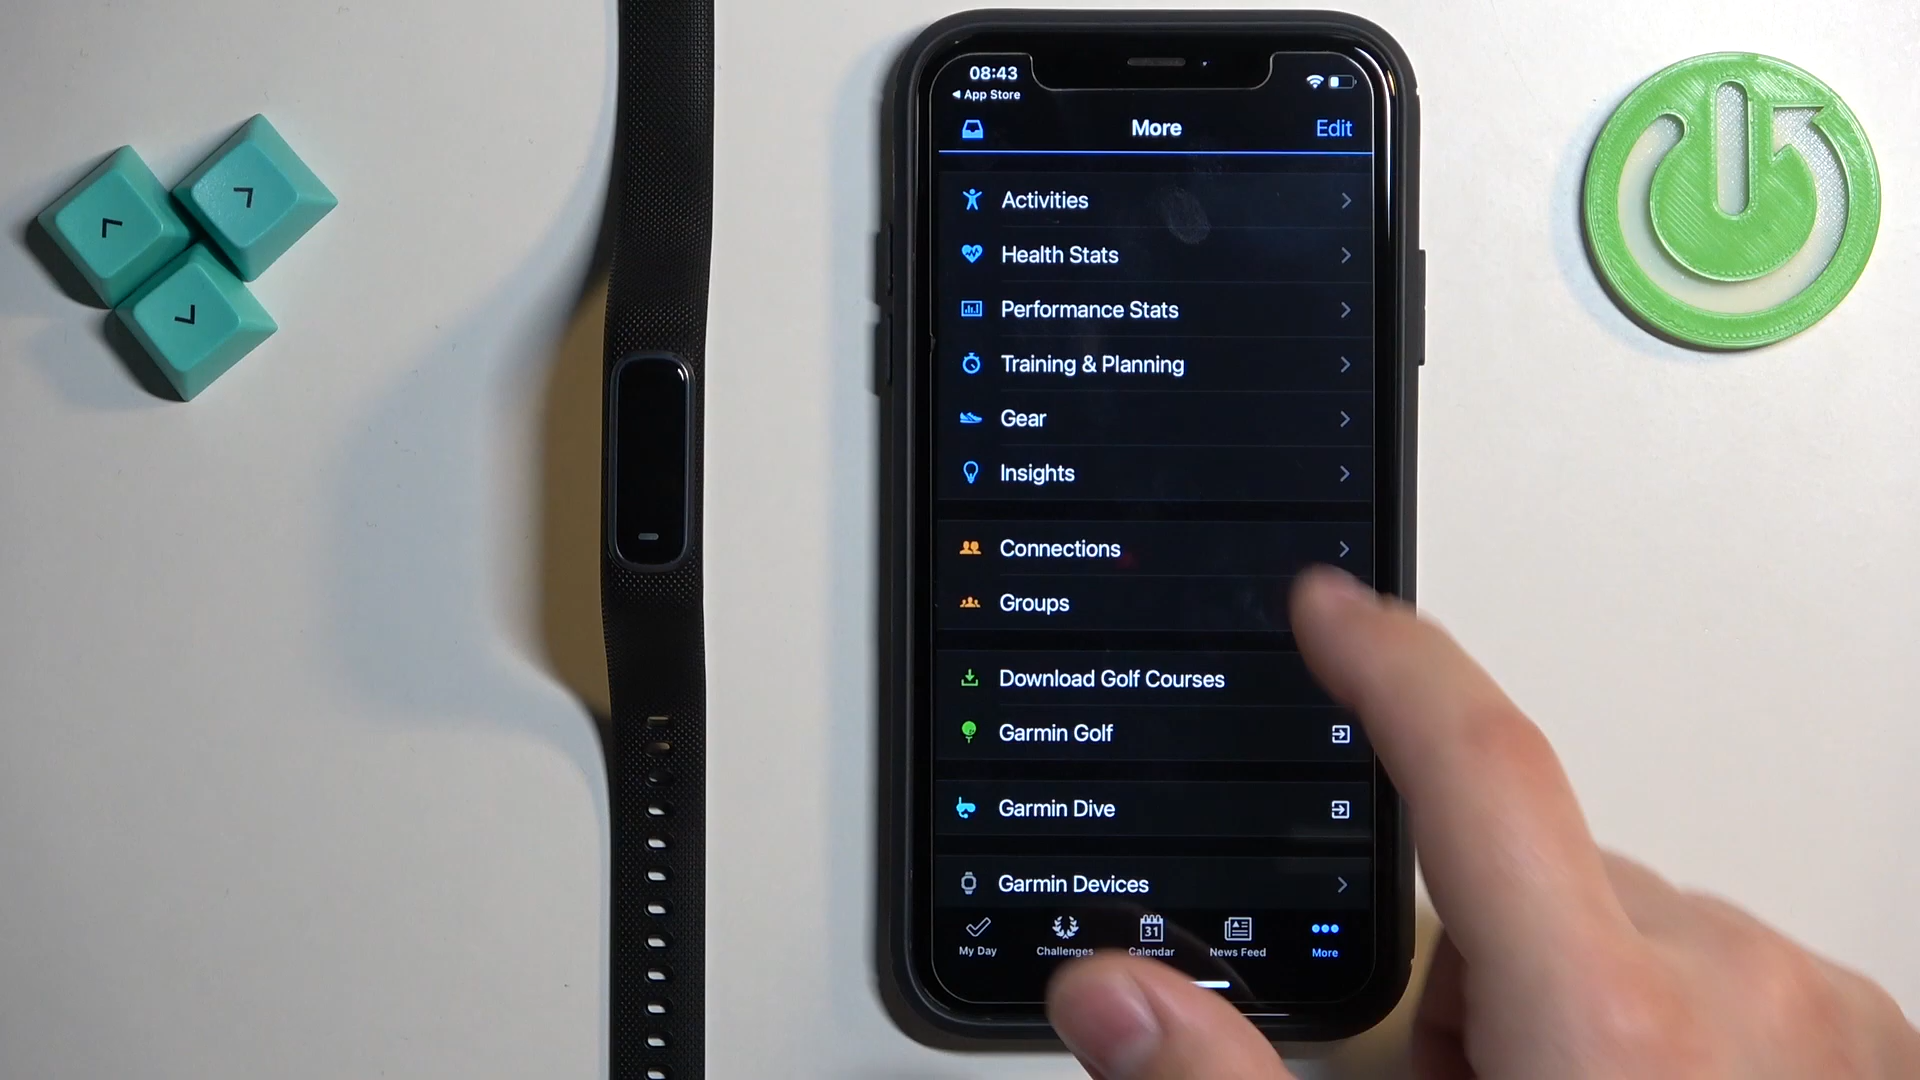 08:43
App Store
More
Edit
Activities
Health Stats
Performance Stats
Training & Planning
Gear
Insights
Connections
Groups
Download Golf Courses
Garmin Golf
Garmin Dive
Garmin Devices
31
My Day
Challenges
Calendar
News Feed
More